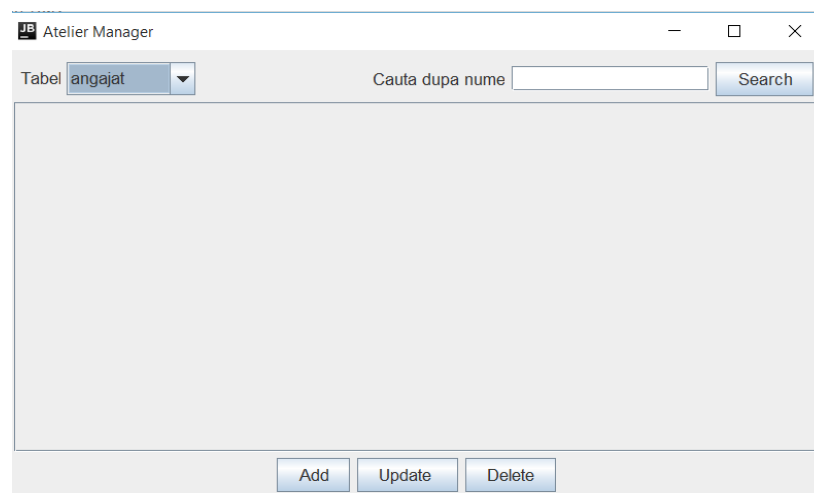 JB Atelier Manager
Tabel angajat Cauta dupa nume Search
Add Update Delete